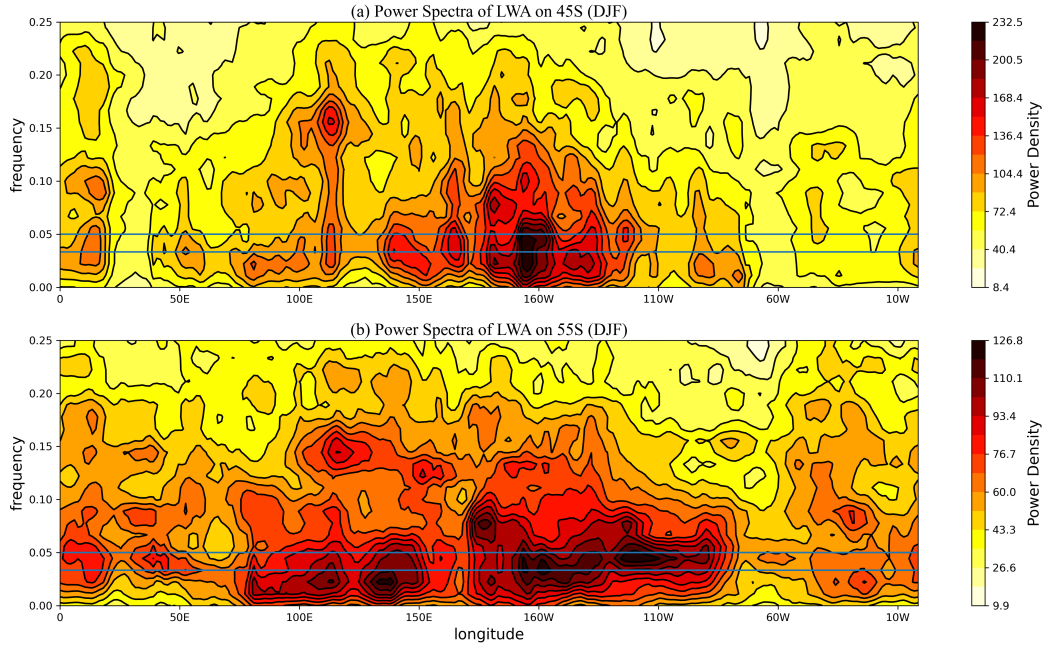 (a) Power Spectra of LWA on 45S (DJF)
frequency
0.25
0.20
0.15
0.10
0.05
0.00
0
50E
100E
150E
160W
110W
60W
10W
232.5
200.5
168.4
136.4
104.4
72.4
40.4
8.4
Power Density
(b) Power Spectra of LWA on 55S (DJF)
frequency
0.25
0.20
0.15
0.10
0.05
0.00
0
50E
100E
150E
160W
110W
60W
10W
longitude
126.8
110.1
93.4
76.7
60.0
43.3
26.6
9.9
Power Density